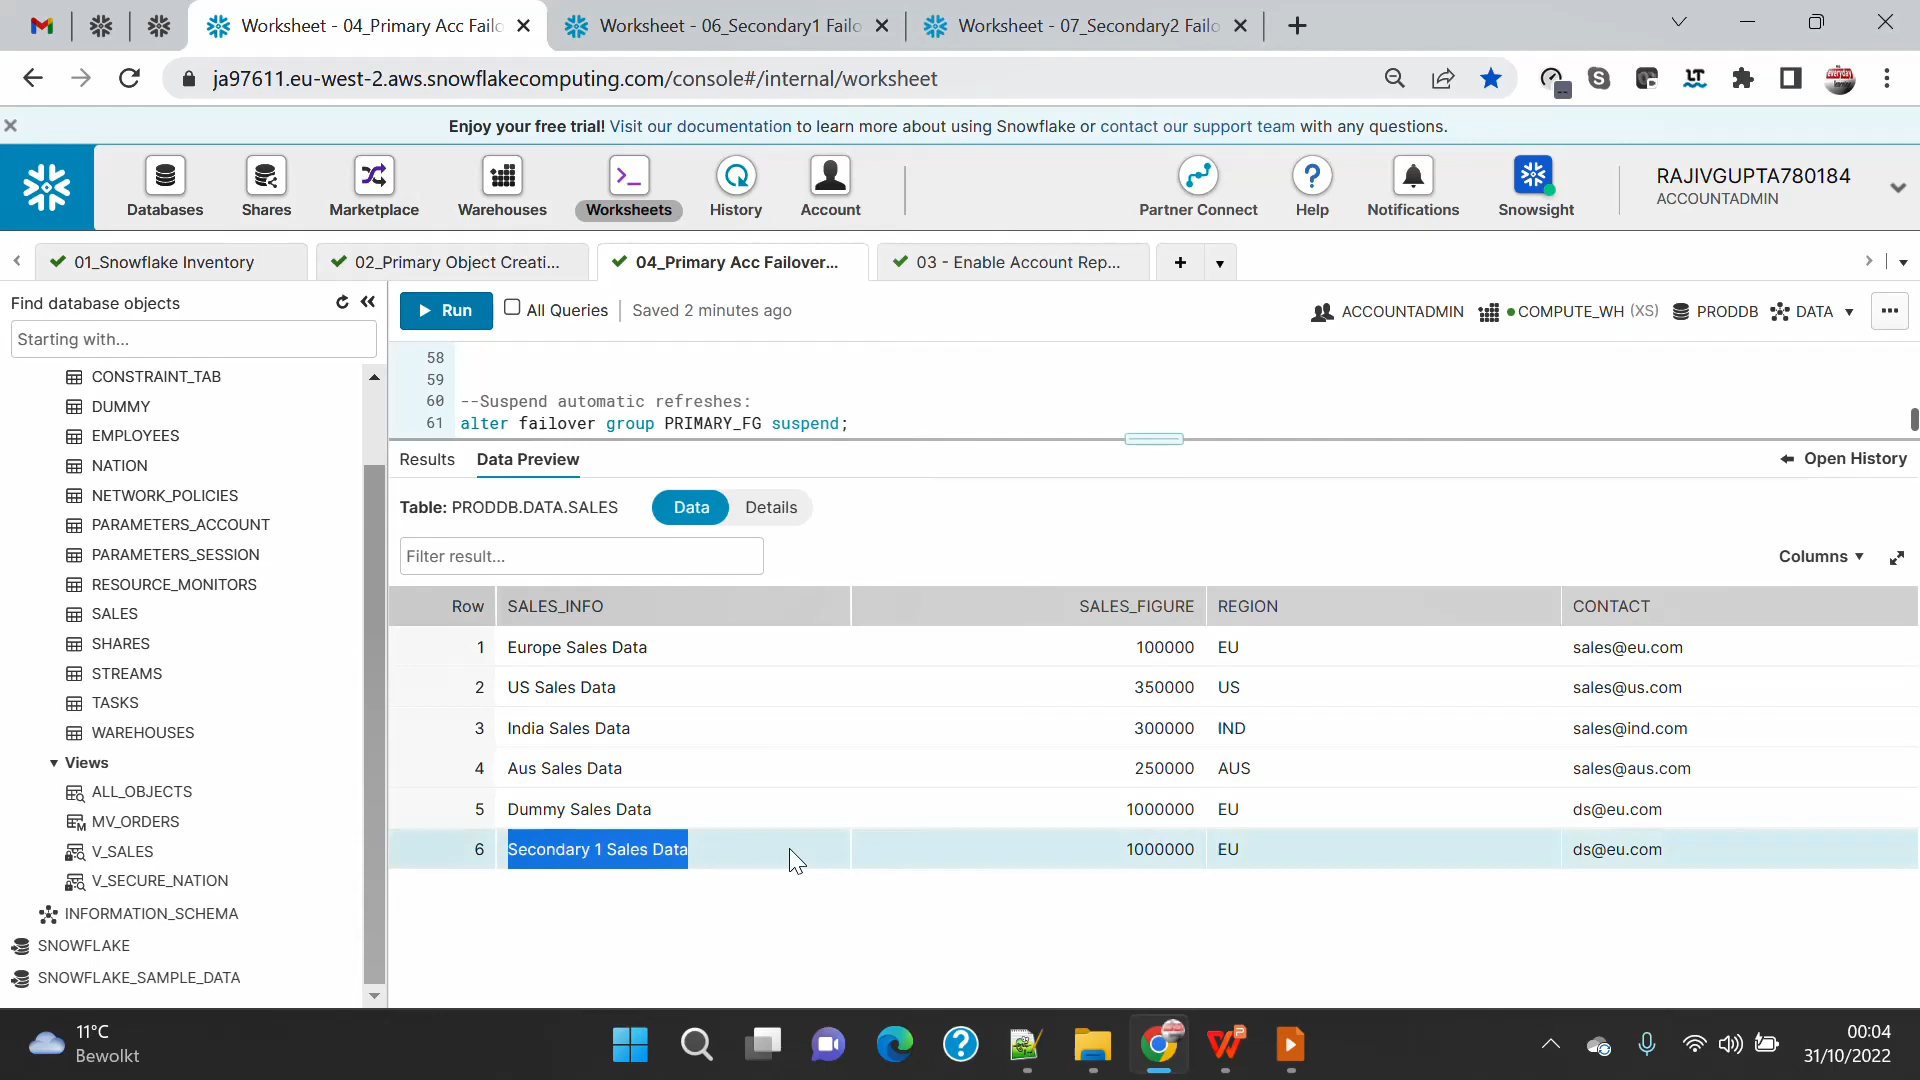 Worksheet - 04_Primary Acc Failo
Worksheet - 06_Secondary1 Failo
Worksheet - 07_Secondary2 Failo
ja97611.eu-west-2.aws.snowflakecomputing.com/console#/internal/worksheet
Enjoy your free trial! Visit our documentation to learn more about using Snowflake or contact our support team with any questions.
Databases
Shares
Marketplace
Warehouses
Worksheets
History
Account
Partner Connect
Help
Notifications
Snowsight
RAJIVGUPTA780184
ACCOUNTADMIN
01_Snowflake Inventory
02_Primary Object Creati...
04_Primary Acc Failover...
03 - Enable Account Rep...
Find database objects
Starting with...
CONSTRAINT_TAB
DUMMY
EMPLOYEES
NATION
NETWORK_POLICIES
PARAMETERS_ACCOUNT
PARAMETERS_SESSION
RESOURCE_MONITORS
SALES
SHARES
STREAMS
TASKS
WAREHOUSES
Views
ALL_OBJECTS
MV_ORDERS
V_SALES
V_SECURE_NATION
INFORMATION_SCHEMA
SNOWFLAKE
SNOWFLAKE_SAMPLE_DATA
Run All Queries Saved 2 minutes ago
ACCOUNTADMIN COMPUTE_WH (XS) PRODDB DATA
58
59
60 --Suspend automatic refreshes:
61 alter failover group PRIMARY_FG suspend;
Results Data Preview Open History
Table: PRODDB.DATA.SALES Data Details
Filter result... Columns
Row SALES_INFO SALES_FIGURE REGION CONTACT
1 Europe Sales Data 100000 EU sales@eu.com
2 US Sales Data 350000 US sales@us.com
3 India Sales Data 300000 IND sales@ind.com
4 Aus Sales Data 250000 AUS sales@aus.com
5 Dummy Sales Data 1000000 EU ds@eu.com
6 Secondary 1 Sales Data 1000000 EU ds@eu.com
11°C
Bewolkt
00:04
31/10/2022